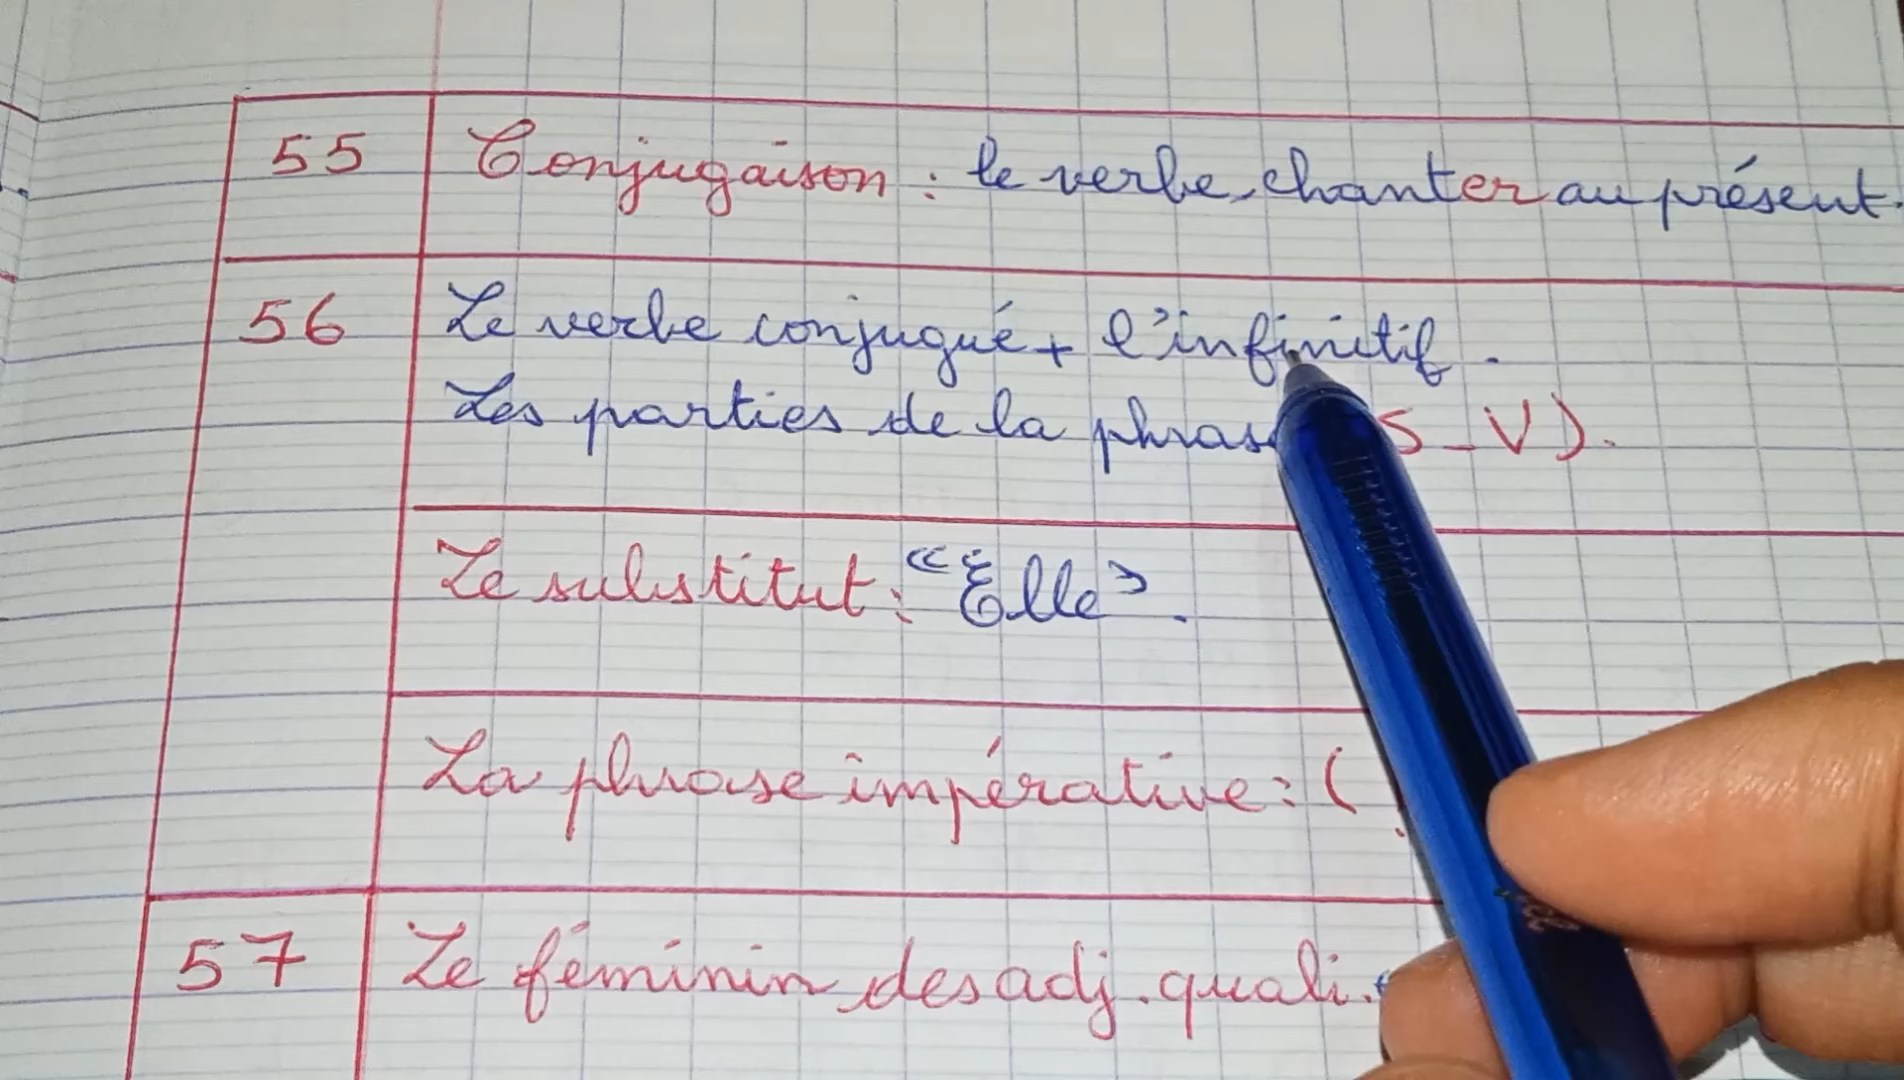 55 Conjugaison : le verbe chanter au présent.
56 Le verbe conjugué + l'infinitif.
Les parties de la phras S_V).
Le substitut : "Elle".
La phrase impérative : (
57 Le féminin des adj. quali.